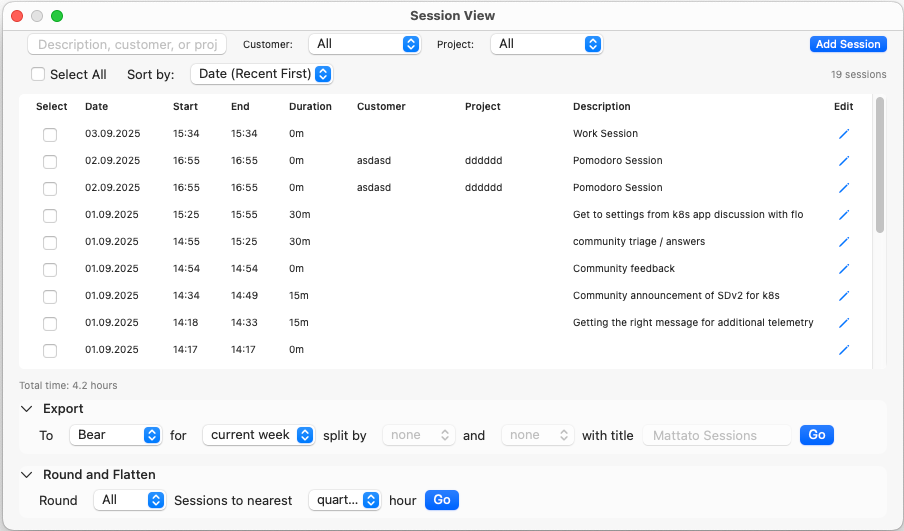 Session View
Description, customer, or proj Customer: All Project: All Add Session
Select All Sort by: Date (Recent First) 19 sessions
Select Date Start End Duration Customer Project Description Edit
03.09.2025 15:34 15:34 0m Work Session
02.09.2025 16:55 16:55 0m asdasd dddddd Pomodoro Session
02.09.2025 16:55 16:55 0m asdasd dddddd Pomodoro Session
01.09.2025 15:25 15:55 30m Get to settings from k8s app discussion with flo
01.09.2025 14:55 15:25 30m community triage / answers
01.09.2025 14:54 14:54 0m Community feedback
01.09.2025 14:34 14:49 15m Community announcement of SDv2 for k8s
01.09.2025 14:18 14:33 15m Getting the right message for additional telemetry
01.09.2025 14:17 14:17 0m
Total time: 4.2 hours
Export
To Bear for current week split by none and none with title Mattato Sessions Go
Round and Flatten
Round All Sessions to nearest quart... hour Go